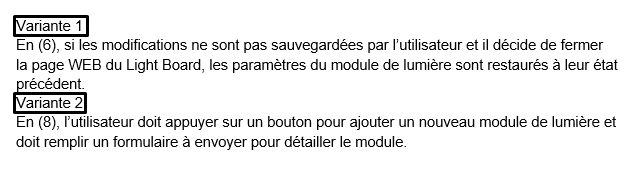 Variante 1
En (6), si les modifications ne sont pas sauvegardées par l'utilisateur et il décide de fermer
la page WEB du Light Board, les paramètres du module de lumière sont restaurés à leur état
précédent.
Variante 2
En (8), l'utilisateur doit appuyer sur un bouton pour ajouter un nouveau module de lumière et
doit remplir un formulaire à envoyer pour détailler le module.